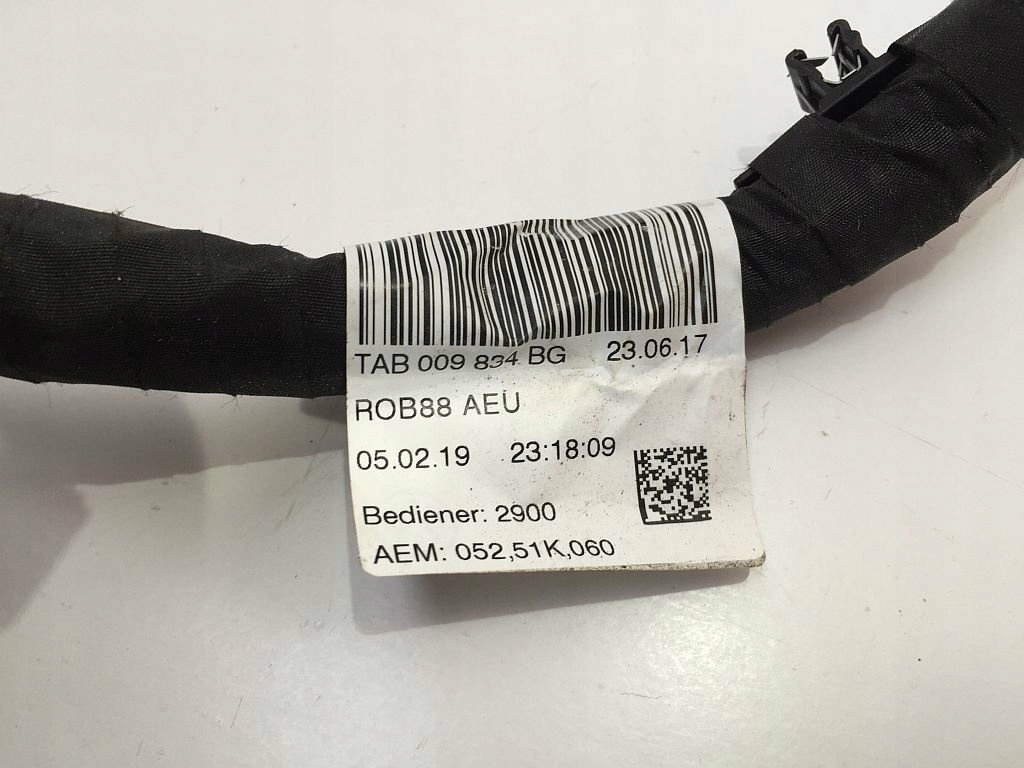 TAB 009 834 BG 23.06.17
ROB88 AEU
05.02.19 23:18:09
Bediener: 2900
AEM: 052,51K,060